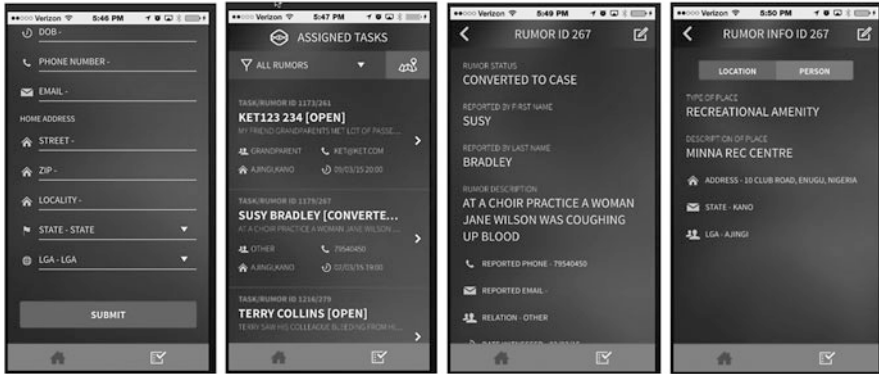 ●●○○○ Verizon 5:46 PM
DOB -
PHONE NUMBER -
EMAIL -
HOME ADDRESS
STREET -
ZIP -
LOCALITY -
STATE - STATE
LGA - LGA
SUBMIT
●●○○○ Verizon 5:47 PM
ASSIGNED TASKS
ALL RUMORS
TASK/RUMOR ID 1173/261
KET123 234 [OPEN]
MY FRIEND GRANDPARENTS MET LOT OF PASSE...
GRANDPARENT KET@KET.COM
AJINGI,KANO 09/03/15 20:00
TASK/RUMOR ID 1179/267
SUSY BRADLEY [CONVERTE...
AT A CHOIR PRACTICE A WOMAN JANE WILSON ...
OTHER 79540450
AJINGI,KANO 02/03/15 19:00
TASK/RUMOR ID 1216/279
TERRY COLLINS [OPEN]
TERRY SAW HIS COLLEAGUE BLEEDING FROM HI...
●●○○○ Verizon 5:49 PM
RUMOR ID 267
RUMOR STATUS
CONVERTED TO CASE
REPORTED BY FIRST NAME
SUSY
REPORTED BY LAST NAME
BRADLEY
RUMOR DESCRIPTION
AT A CHOIR PRACTICE A WOMAN
JANE WILSON WAS COUGHING
UP BLOOD
REPORTED PHONE - 79540450
REPORTED EMAIL -
RELATION - OTHER
●●○○○ Verizon 5:50 PM
RUMOR INFO ID 267
LOCATION PERSON
TYPE OF PLACE
RECREATIONAL AMENITY
DESCRIPTION OF PLACE
MINNA REC CENTRE
ADDRESS - 10 CLUB ROAD, ENUGU, NIGERIA
STATE - KANO
LGA - AJINGI